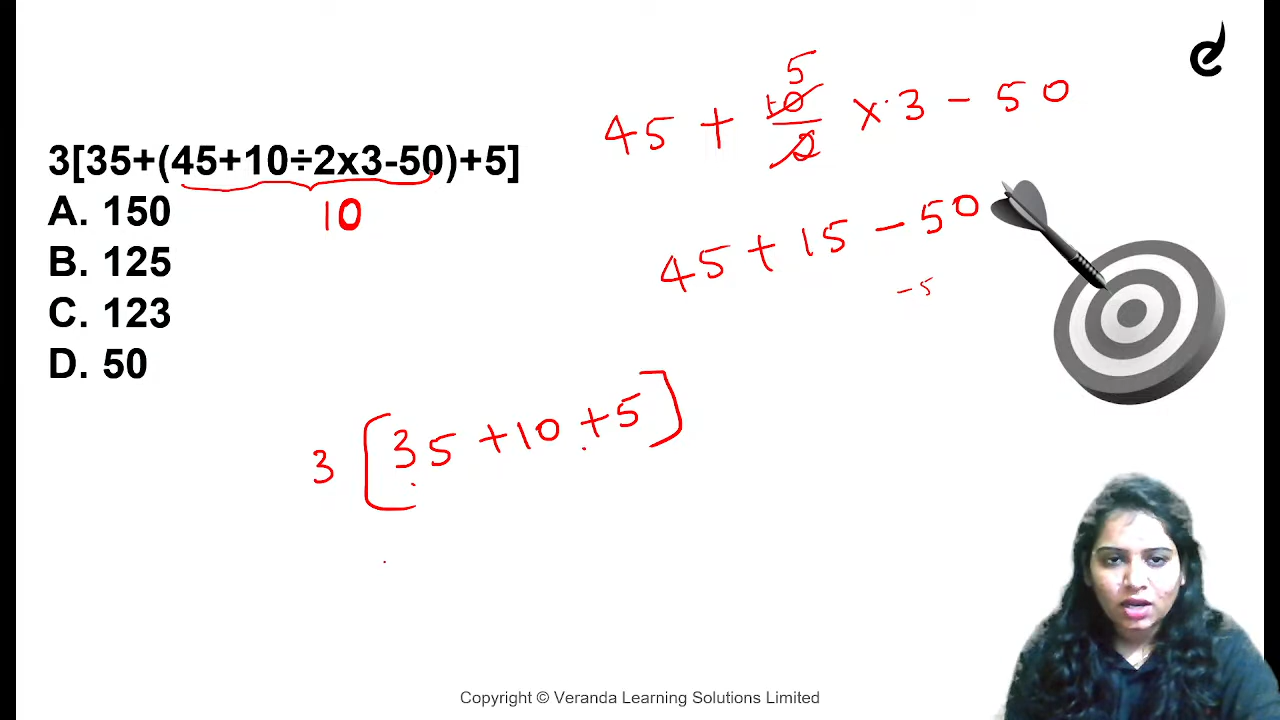 45 + 10/2 5 × 3 - 50
3[35+(45+10÷2x3-50)+5]
10
A. 150
B. 125
C. 123
D. 50
45 + 15 - 50
-5
3 [35 + 10 + 5]
Copyright © Veranda Learning Solutions Limited